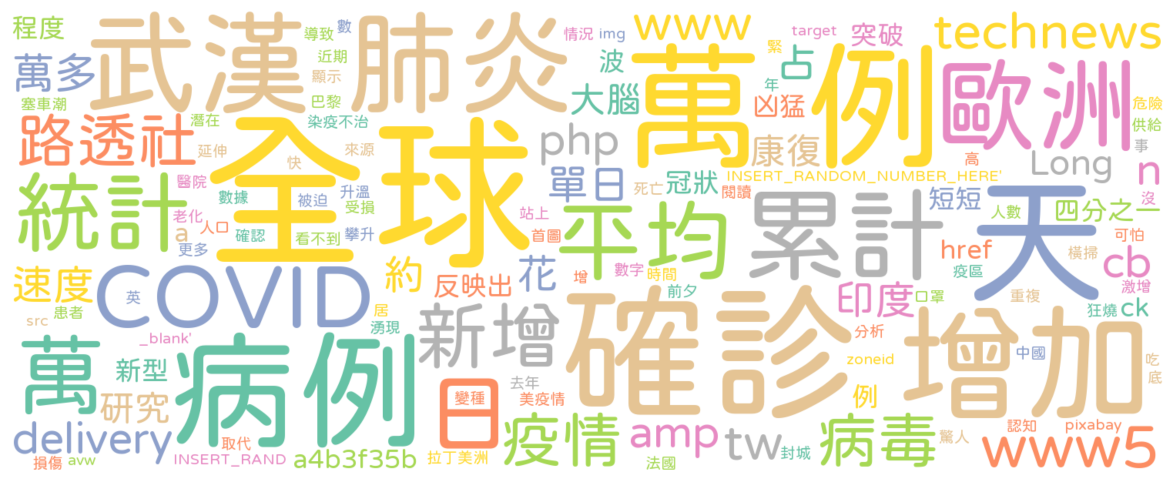 程度
武漢
肺炎
導致
數
情況
img
www
target
突破
technews
萬多
近期
顯示
波
緊
占
歐洲
塞車潮
巴黎
大腦
萬
年
凶猛
例
危險
路透社
潛在
染疫不治
供給
全球
延伸
快
來源
php
康復
高
Long
事
n
INSERT_RANDOM_NUMBER_HERE'
統計
醫院
數據
被迫
升溫
受損
單日
死亡
冠狀
閱讀
短短
沒
老化
人口
a
確認
看不到
攀升
站上
首圖
平均
累計
天
人數
四分之一
更多
可怕
速度
COVID
英
約
反映出
花
增
數字
時間
href
疫區
橫掃
cb
激增
患者
居
前夕
印度
口罩
重複
狂燒
ck
src
湧現
_blank'
新增
確診
分析
增加
萬
新型
病例
zoneid
中國
吃
底
研究
日
變種
去年
美疫情
例
delivery
取代
疫情
amp
tw
病毒
驚人
認知
pixabay
損傷
avw
INSERT_RAND
a4b3f35b
拉丁美洲
法國
封城
www5